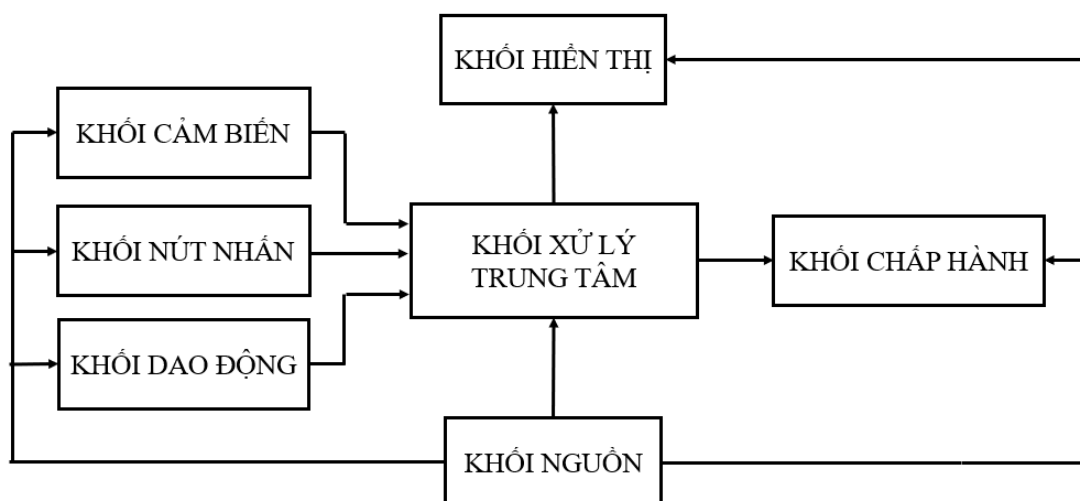 KHỐI HIỂN THỊ
KHỐI CẢM BIẾN
KHỐI NÚT NHẤN
KHỐI XỬ LÝ
TRUNG TÂM
KHỐI CHẤP HÀNH
KHỐI DAO ĐỘNG
KHỐI NGUỒN